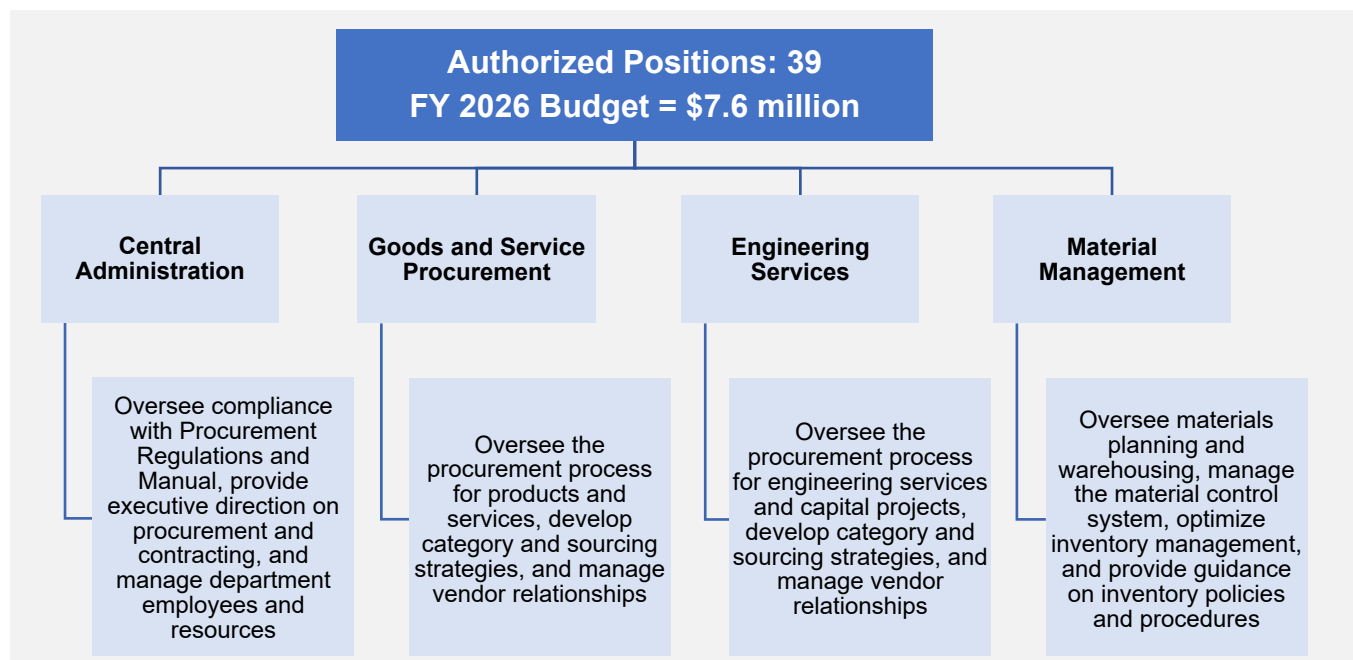 Authorized Positions: 39
FY 2026 Budget = $7.6 million
Central
Administration
Goods and Service
Procurement
Engineering
Services
Material
Management
Oversee compliance
with Procurement
Regulations and
Manual, provide
executive direction on
procurement and
contracting, and
manage department
employees and
resources
Oversee the
procurement process
for products and
services, develop
category and sourcing
strategies, and manage
vendor relationships
Oversee the
procurement process
for engineering services
and capital projects,
develop category and
sourcing strategies, and
manage vendor
relationships
Oversee materials
planning and
warehousing, manage
the material control
system, optimize
inventory management,
and provide guidance
on inventory policies
and procedures